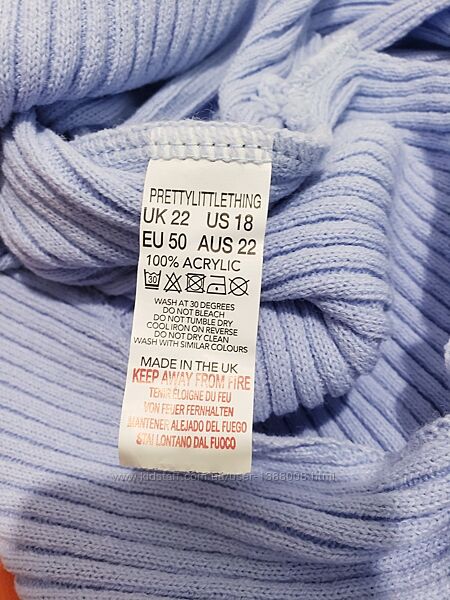 PRETTYLITTLETHING
UK 22 US 18
EU 50 AUS 22
100% ACRYLIC
30
WASH AT 30 DEGREES
DO NOT BLEACH
DO NOT TUMBLE DRY
COOL IRON ON REVERSE
DO NOT DRY CLEAN
WASH WITH SIMILAR COLOURS
MADE IN THE UK
KEEP AWAY FROM FIRE
TENIR ÉLOIGNE DU FEU
VON FEUER FERNHALTEN
MANTENER ALEJADO DEL FUEGO
STAI LONTANO DAL FUOCO